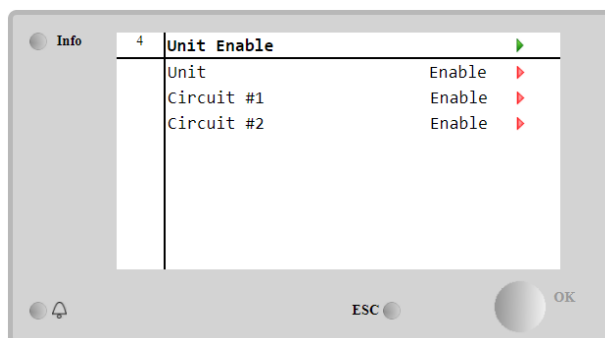 Info
4 Unit Enable
Unit Enable
Circuit #1 Enable
Circuit #2 Enable
ESC
OK